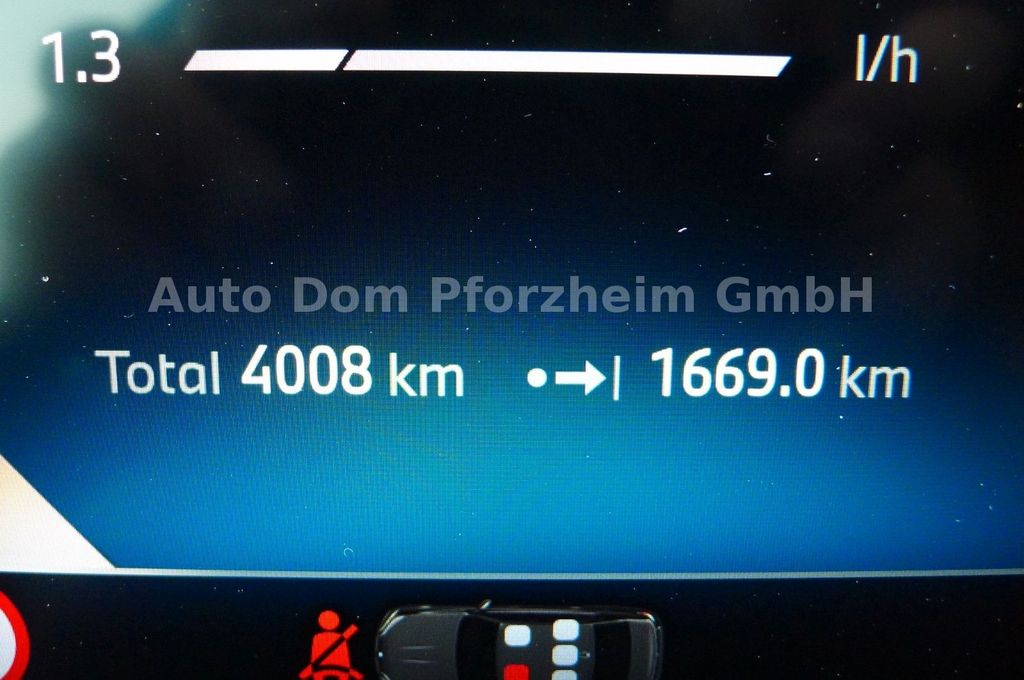 1.3 l/h
Auto Dom Pforzheim GmbH
Total 4008 km 1669.0 km